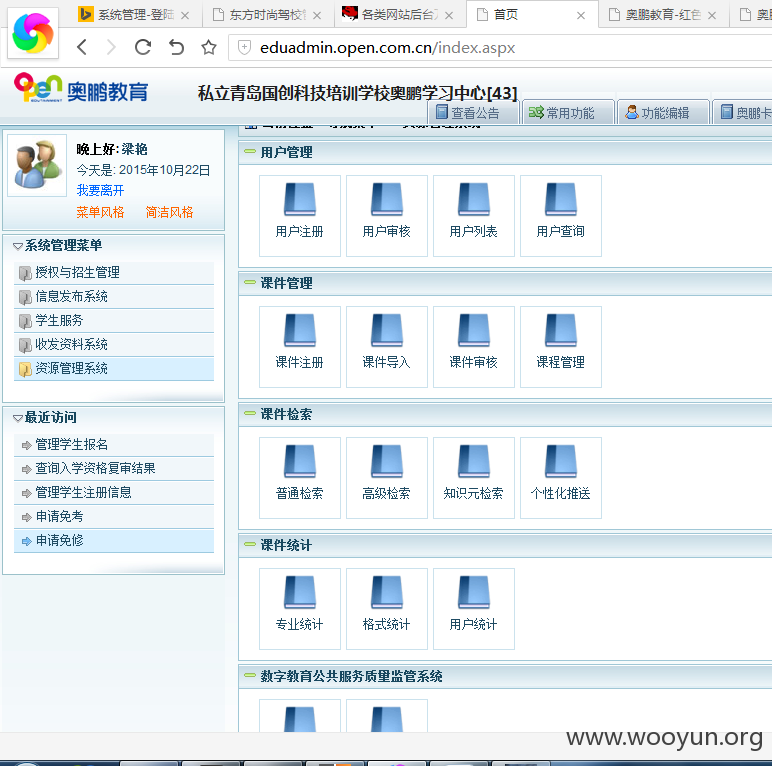 系统管理-登陆
东方时尚驾校
各类网站后台
首页
奥鹏教育-红色
奥鹏
eduadmin.open.com.cn/index.aspx
open 奥鹏教育
私立青岛国创科技培训学校奥鹏学习中心[43]
查看公告
常用功能
功能编辑
奥鹏卡
晚上好:梁艳
今天是: 2015年10月22日
我要离开
菜单风格 简洁风格
系统管理菜单
授权与招生管理
信息发布系统
学生服务
收发资料系统
资源管理系统
最近访问
管理学生报名
查询入学资格复审结果
管理学生注册信息
申请免考
申请免修
用户管理
用户注册 用户审核 用户列表 用户查询
课件管理
课件注册 课件导入 课件审核 课程管理
课件检索
普通检索 高级检索 知识元检索 个性化推送
课件统计
专业统计 格式统计 用户统计
数字教育公共服务质量监管系统
www.wooyun.org